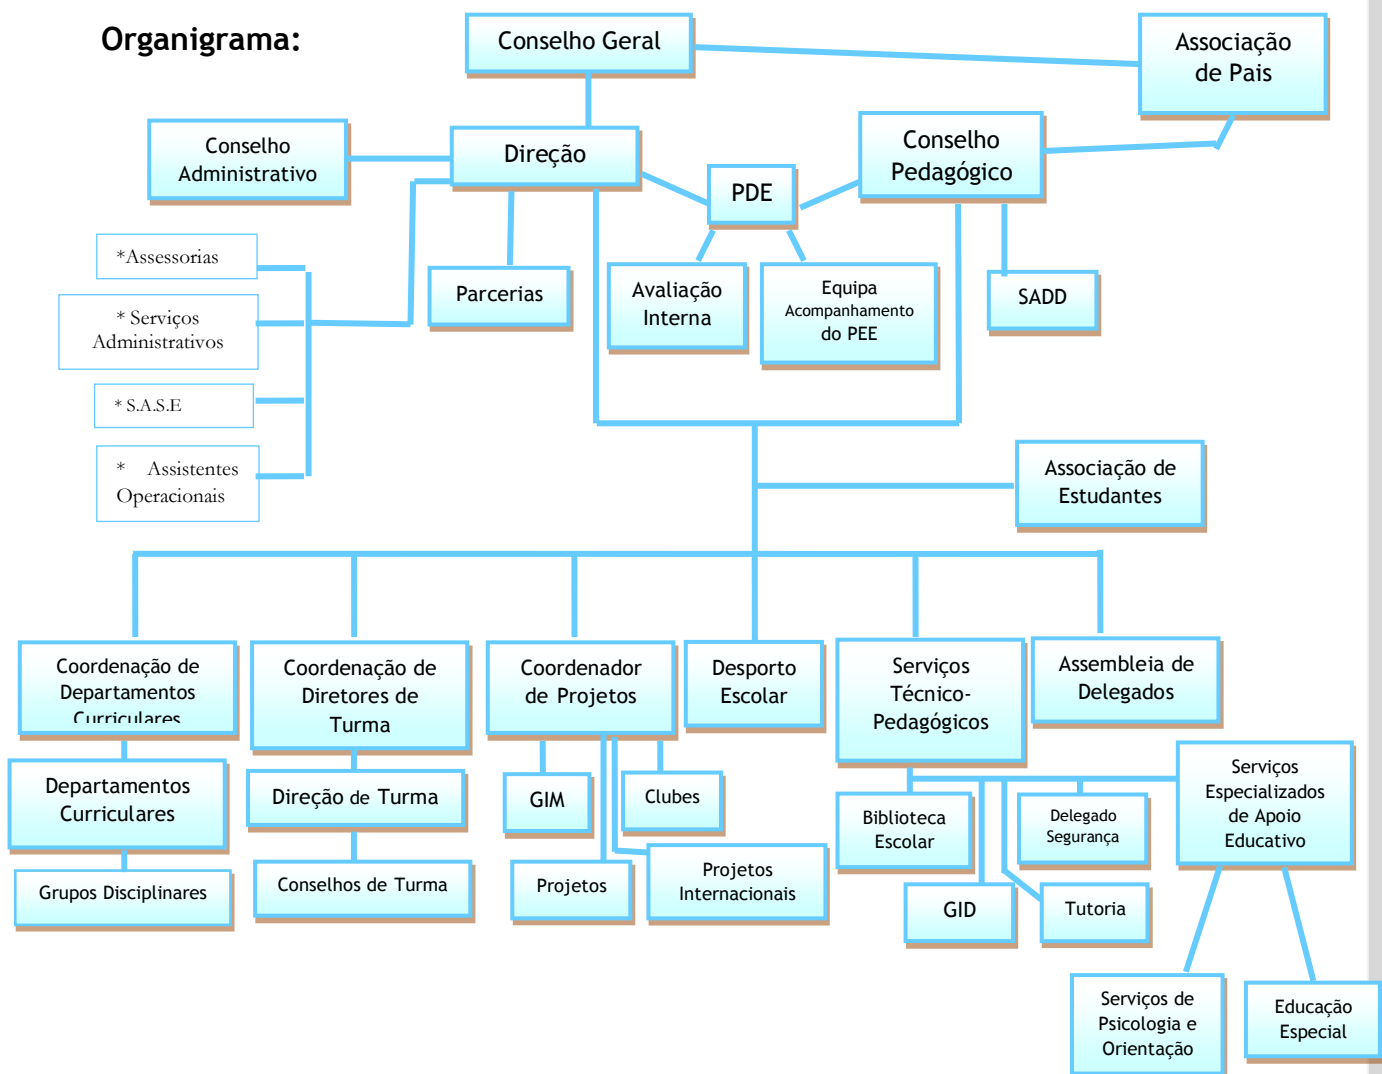 Organigrama:
Conselho Geral
Associação
de Pais
Conselho
Administrativo
Direção
Conselho
Pedagógico
PDE
*Assessorias
* Serviços
Administrativos
* S.A.S.E
* Assistentes
Operacionais
Parcerias
Avaliação
Interna
Equipa
Acompanhamento
do PEE
SADD
Associação de
Estudantes
Coordenação de
Departamentos
Curriculares
Coordenação de
Diretores de
Turma
Coordenador
de Projetos
Desporto
Escolar
Serviços
Técnico-
Pedagógicos
Assembleia de
Delegados
Departamentos
Curriculares
Direção de Turma
GIM
Clubes
Biblioteca
Escolar
Delegado
Segurança
Serviços
Especializados
de Apoio
Educativo
Grupos Disciplinares
Conselhos de Turma
Projetos
Projetos
Internacionais
GID
Tutoria
Serviços de
Psicologia e
Orientação
Educação
Especial